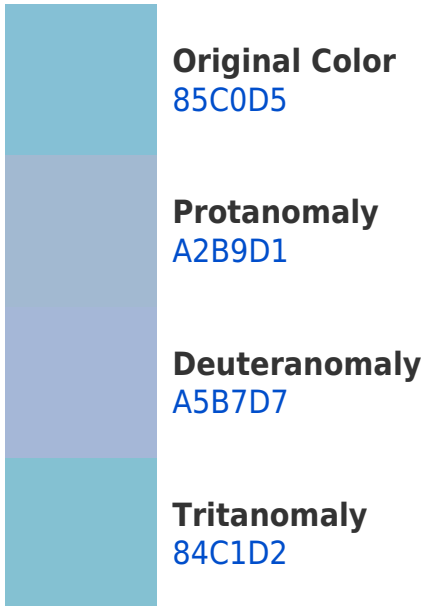 Original Color
85C0D5
Protanomaly
A2B9D1
Deuteranomaly
A5B7D7
Tritanomaly
84C1D2